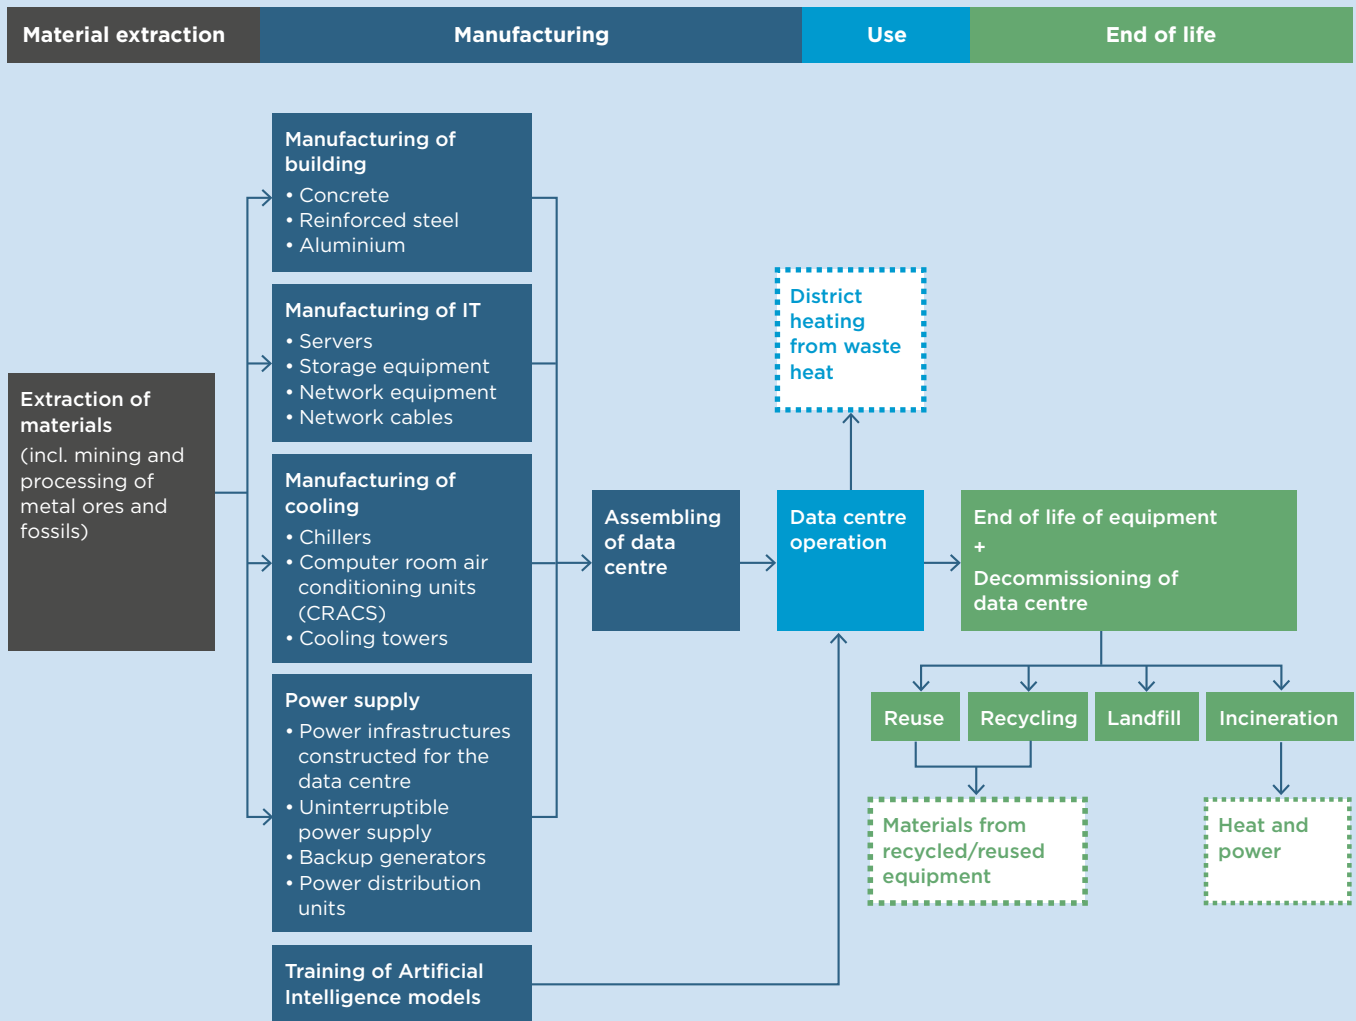 Material extraction
Manufacturing
Use
End of life
Extraction of
materials
(incl. mining and
processing of
metal ores and
fossils)
Manufacturing of
building
• Concrete
• Reinforced steel
• Aluminium
Manufacturing of IT
• Servers
• Storage equipment
• Network equipment
• Network cables
Manufacturing of
cooling
• Chillers
• Computer room air
conditioning units
(CRACS)
• Cooling towers
Power supply
• Power infrastructures
constructed for the
data centre
• Uninterruptible
power supply
• Backup generators
• Power distribution
units
Training of Artificial
Intelligence models
Assembling
of data
centre
District
heating
from waste
heat
Data centre
operation
End of life of equipment
+
Decommissioning of
data centre
Reuse
Recycling
Landfill
Incineration
Materials from
recycled/reused
equipment
Heat and
power